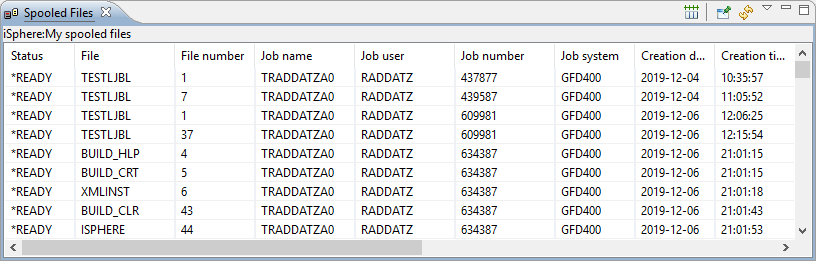 Spooled Files
iSphere:My spooled files
Status File File number Job name Job user Job number Job system Creation d... Creation ti...
*READY TESTLJBL 1 TRADDATZA0 RADDATZ 437877 GFD400 2019-12-04 10:35:57
*READY TESTLJBL 7 TRADDATZA0 RADDATZ 439587 GFD400 2019-12-04 11:05:52
*READY TESTLJBL 1 TRADDATZA0 RADDATZ 609981 GFD400 2019-12-06 12:06:25
*READY TESTLJBL 37 TRADDATZA0 RADDATZ 609981 GFD400 2019-12-06 12:15:54
*READY BUILD_HLP 4 TRADDATZA0 RADDATZ 634387 GFD400 2019-12-06 21:01:15
*READY BUILD_CRT 5 TRADDATZA0 RADDATZ 634387 GFD400 2019-12-06 21:01:15
*READY XMLINST 6 TRADDATZA0 RADDATZ 634387 GFD400 2019-12-06 21:01:18
*READY BUILD_CLR 43 TRADDATZA0 RADDATZ 634387 GFD400 2019-12-06 21:01:43
*READY ISPHERE 44 TRADDATZA0 RADDATZ 634387 GFD400 2019-12-06 21:01:53